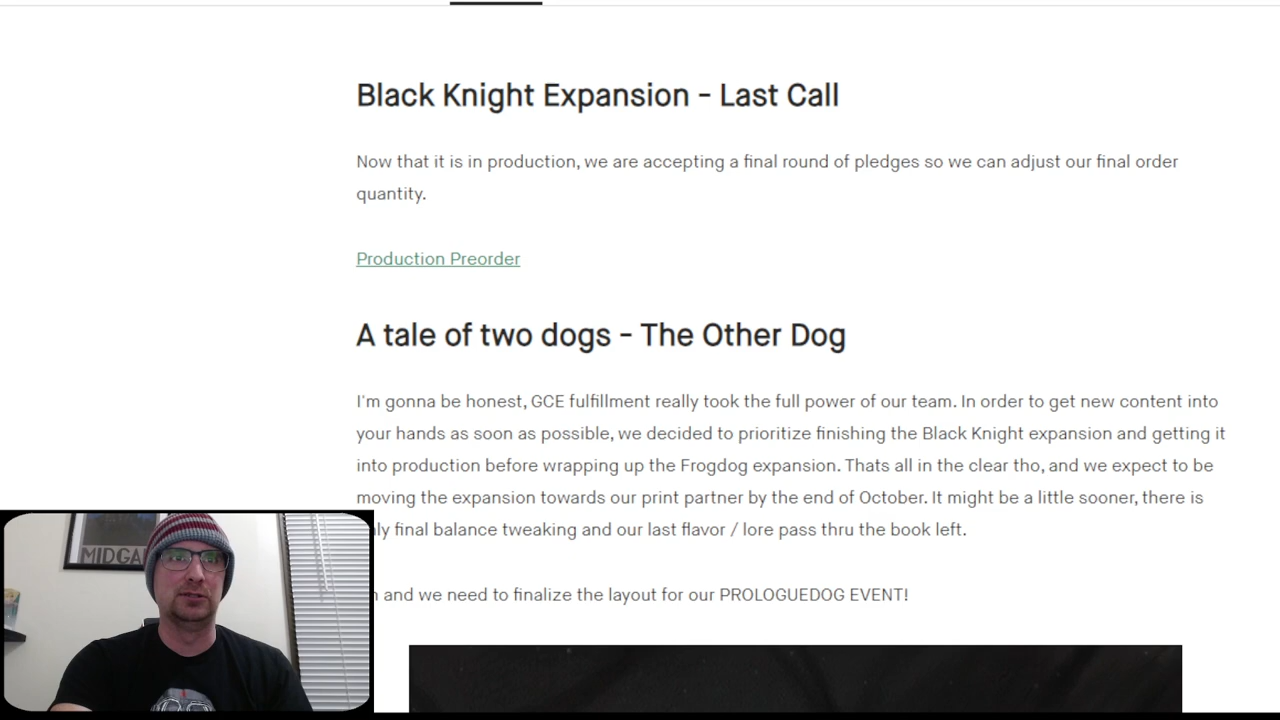 Black Knight Expansion - Last Call
Now that it is in production, we are accepting a final round of pledges so we can adjust our final order
quantity.
Production Preorder
A tale of two dogs - The Other Dog
I'm gonna be honest, GCE fulfillment really took the full power of our team. In order to get new content into
your hands as soon as possible, we decided to prioritize finishing the Black Knight expansion and getting it
into production before wrapping up the Frogdog expansion. Thats all in the clear tho, and we expect to be
moving the expansion towards our print partner by the end of October. It might be a little sooner, there is
final balance tweaking and our last flavor / lore pass thru the book left.
and we need to finalize the layout for our PROLOGUEDOG EVENT!
MIDGA